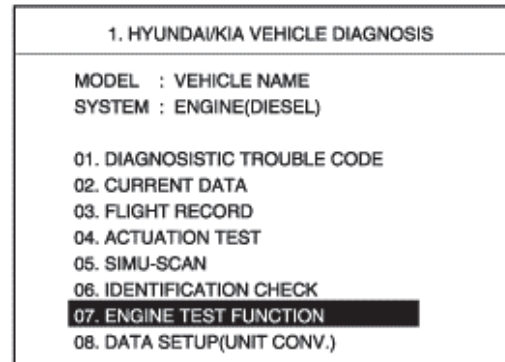 1. HYUNDAI/KIA VEHICLE DIAGNOSIS
MODEL : VEHICLE NAME
SYSTEM : ENGINE(DIESEL)
01. DIAGNOSISTIC TROUBLE CODE
02. CURRENT DATA
03. FLIGHT RECORD
04. ACTUATION TEST
05. SIMU-SCAN
06. IDENTIFICATION CHECK
07. ENGINE TEST FUNCTION
08. DATA SETUP(UNIT CONV.)